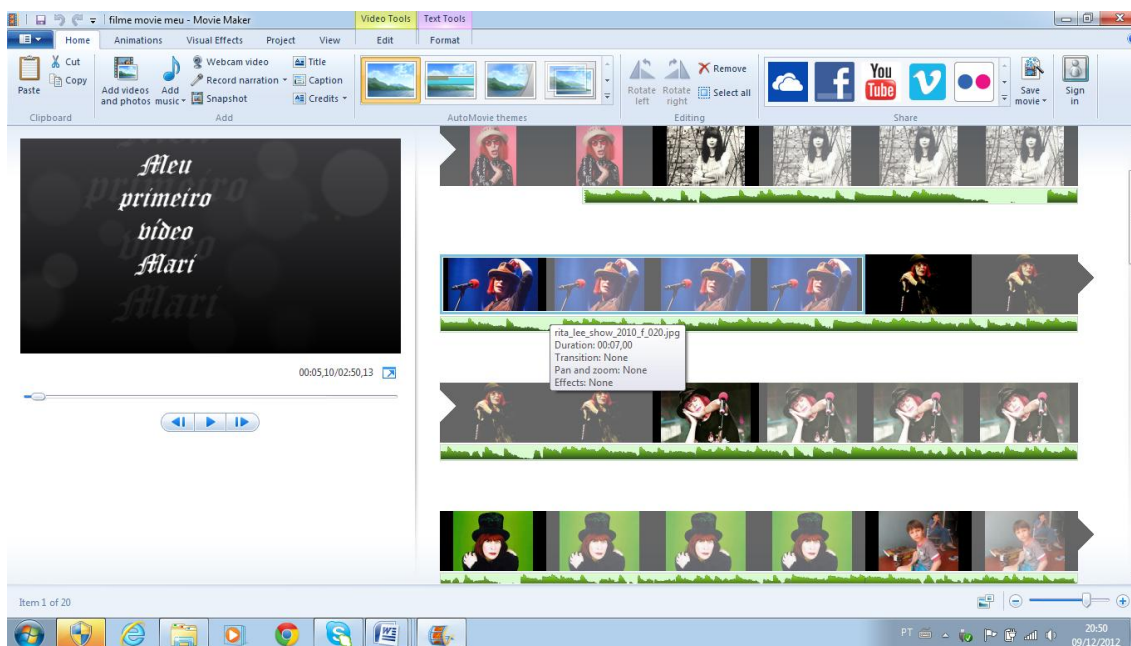 filme movie meu - Movie Maker
Video Tools
Text Tools
Home
Animations
Visual Effects
Project
View
Edit
Format
Paste
Cut
Copy
Clipboard
Add videos and photos
Add music
Webcam video
Record narration
Snapshot
Title
Caption
Credits
Add
AutoMovie themes
Rotate left
Rotate right
Remove
Select all
Editing
f
You Tube
Share
Save movie
Sign in
Meu
primeiro
vídeo
Mari
00:05,10/02:50,13
rita_lee_show_2010_f_020.jpg
Duration: 00:07,00
Transition: None
Pan and zoom: None
Effects: None
Item 1 of 20
PT
20:50
09/12/2012